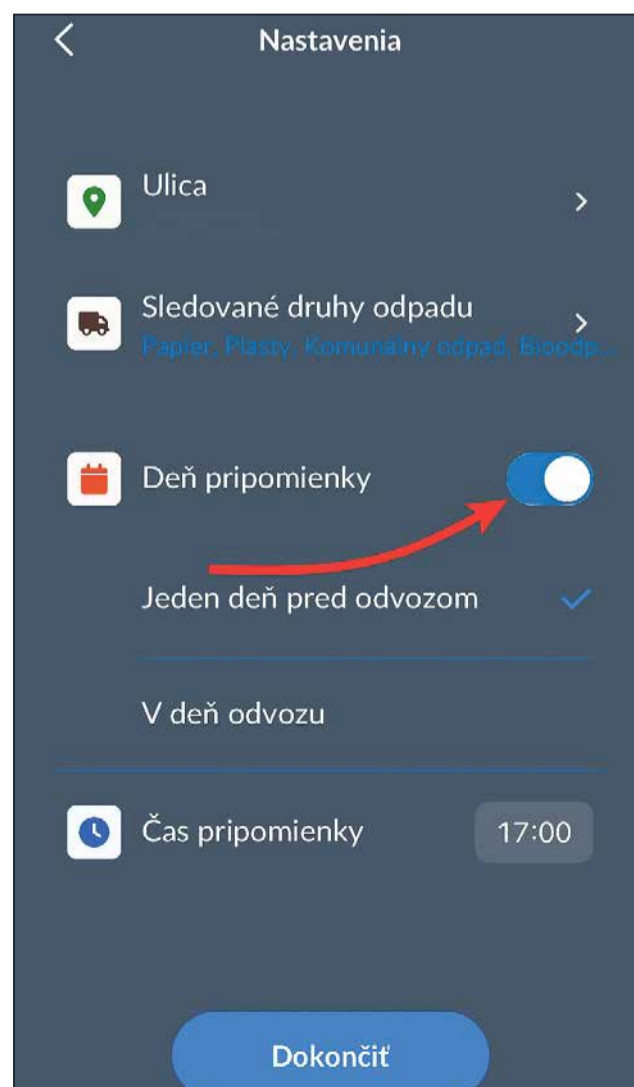 Nastavenia
Ulica
Sledované druhy odpadu
Papier, Plasty, Komunálny odpad, Bioodp...
Deň pripomienky
Jeden deň pred odvozom
V deň odvozu
Čas pripomienky
17:00
Dokončiť